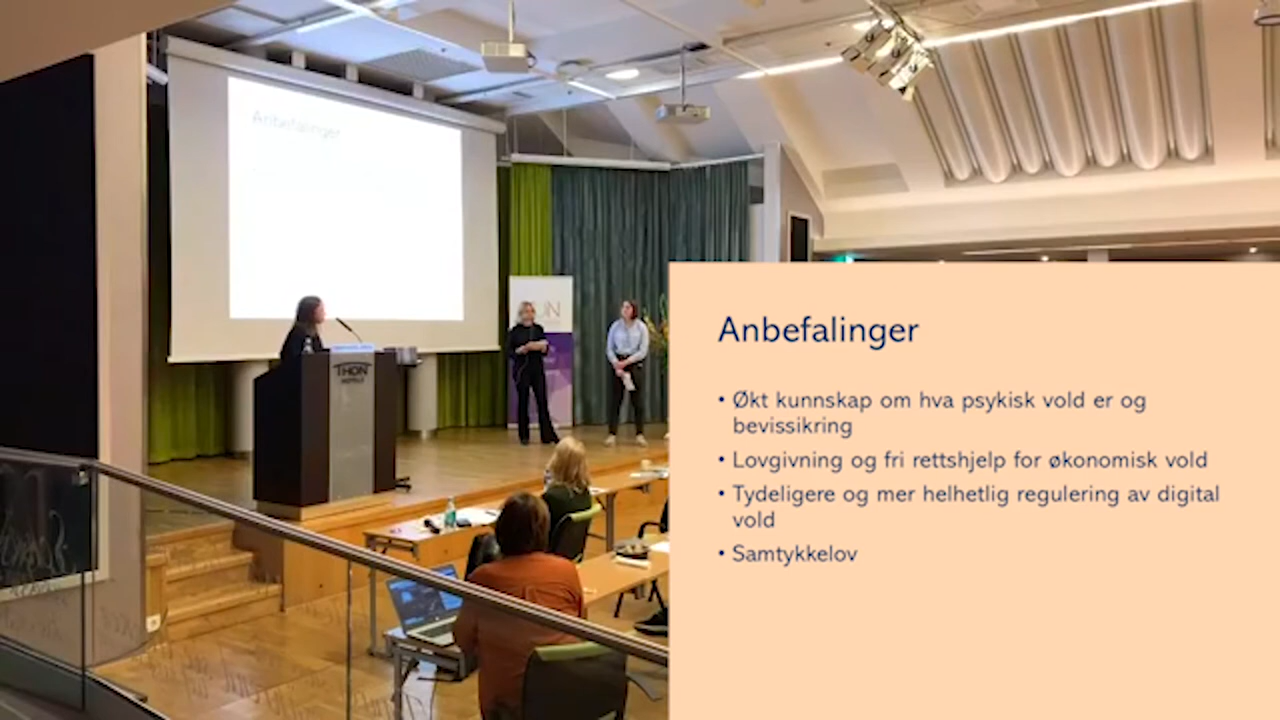 Anbefalinger
THON
HOTELS
Anbefalinger
• Økt kunnskap om hva psykisk vold er og
bevissikring
• Lovgivning og fri rettshjelp for økonomisk vold
• Tydeligere og mer helhetlig regulering av digital
vold
• Samtykkelov